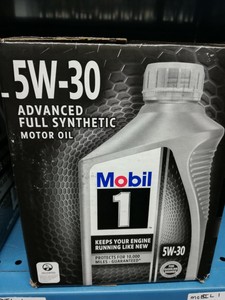 5W-30
ADVANCED
FULL SYNTHETIC
MOTOR OIL
Mobil
1
KEEPS YOUR ENGINE
RUNNING LIKE NEW
PROTECTS FOR 10,000
MILES - GUARANTEED
5W-30